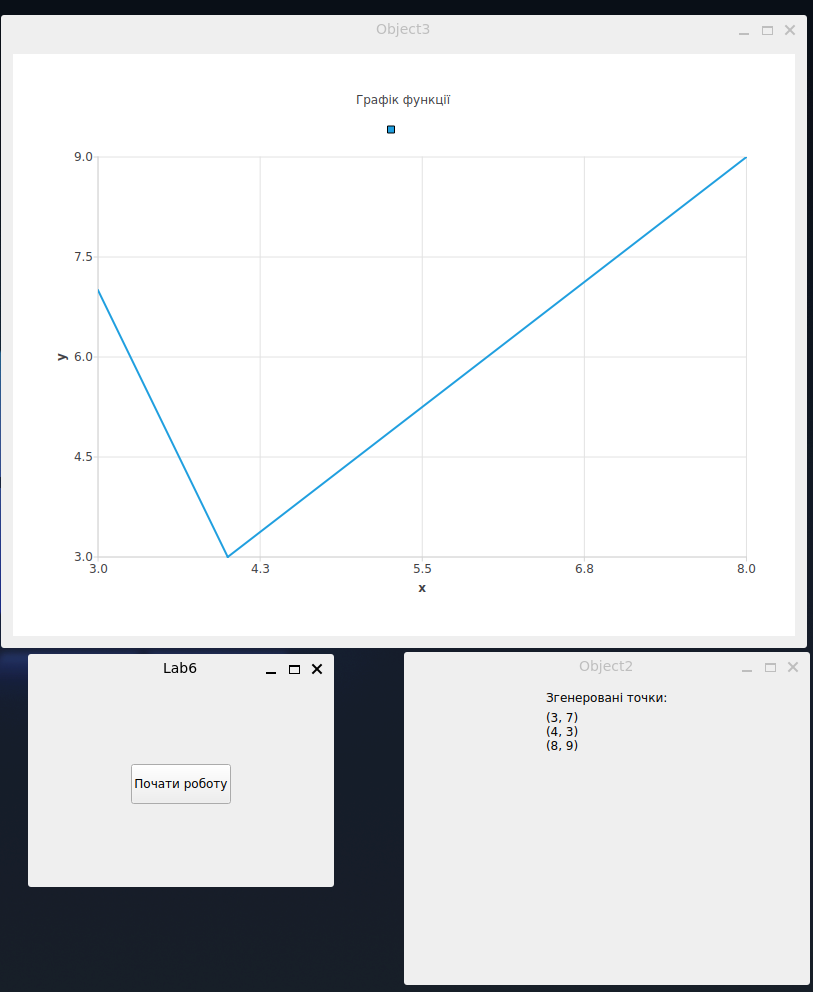 Object3
Графік функції
9.0
7.5
y
6.0
4.5
3.0
3.0 4.3 5.5 6.8 8.0
x
Lab6
Почати роботу
Object2
Згенеровані точки:
(3, 7)
(4, 3)
(8, 9)